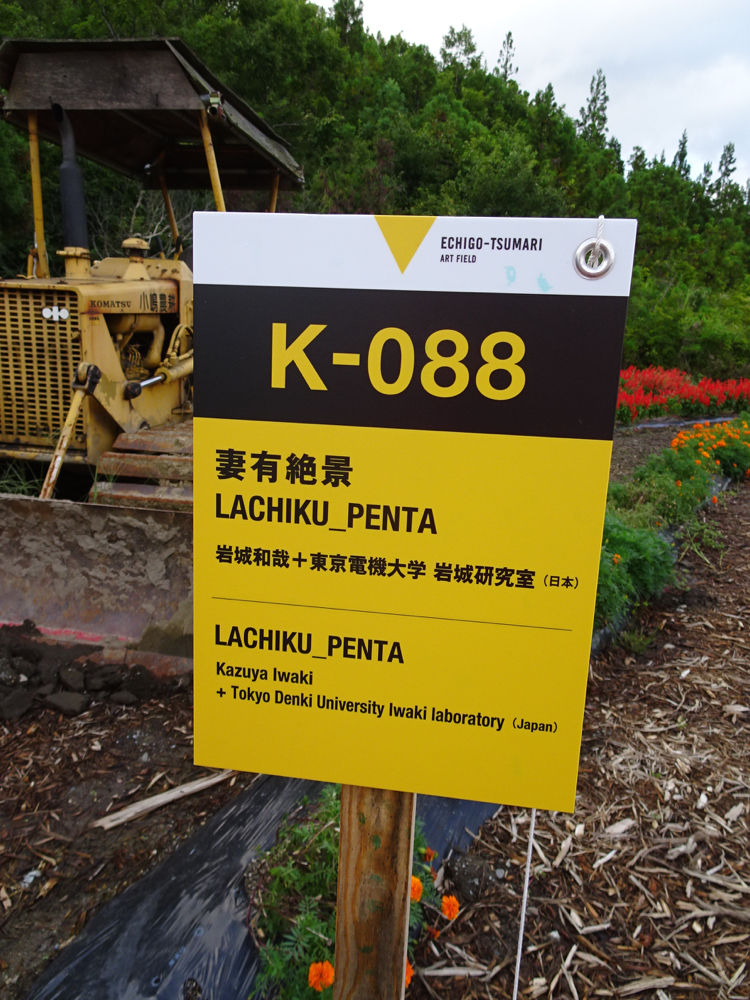 ECHIGO-TSUMARI
ART FIELD
K-088
妻有絶景
LACHIKU_PENTA
岩城和哉＋東京電機大学 岩城研究室（日本）
LACHIKU_PENTA
Kazuya Iwaki
+ Tokyo Denki University Iwaki laboratory（Japan）
KOMATSU